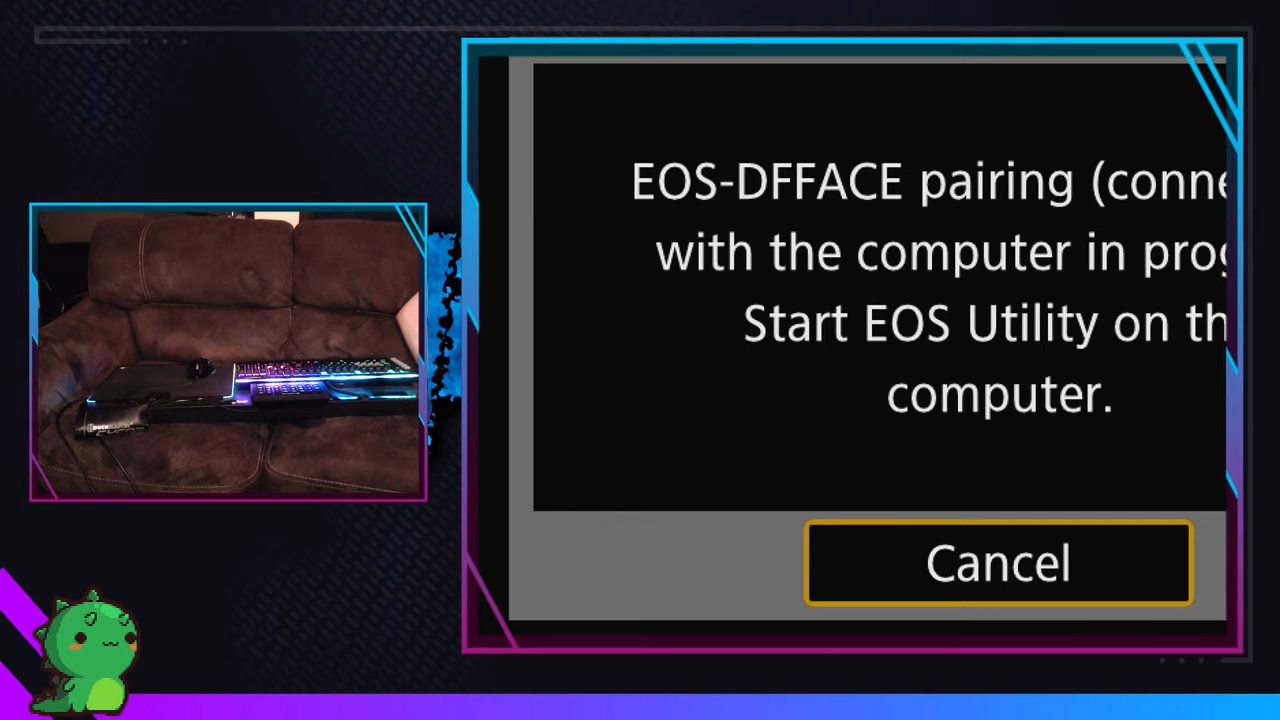 EOS-DFFACE pairing (conne
with the computer in prog
Start EOS Utility on th
computer.
Cancel